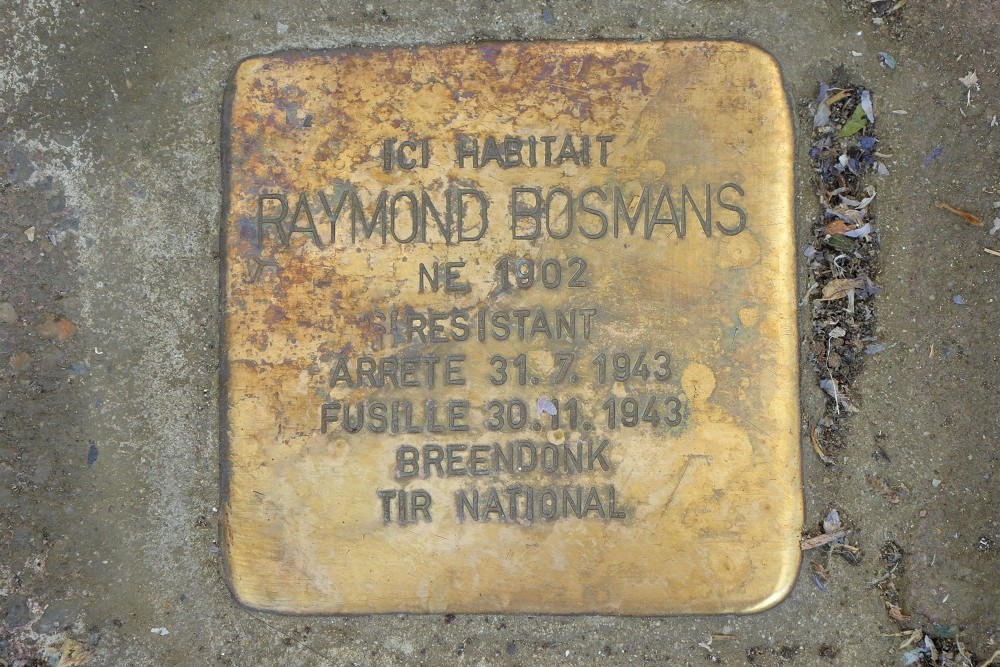 ICI HABITAIT
RAYMOND BOSMANS
NE 1902
RESISTANT
ARRETE 31. 7. 1943
FUSILLE 30. 11. 1943
BREENDONK
TIR NATIONAL